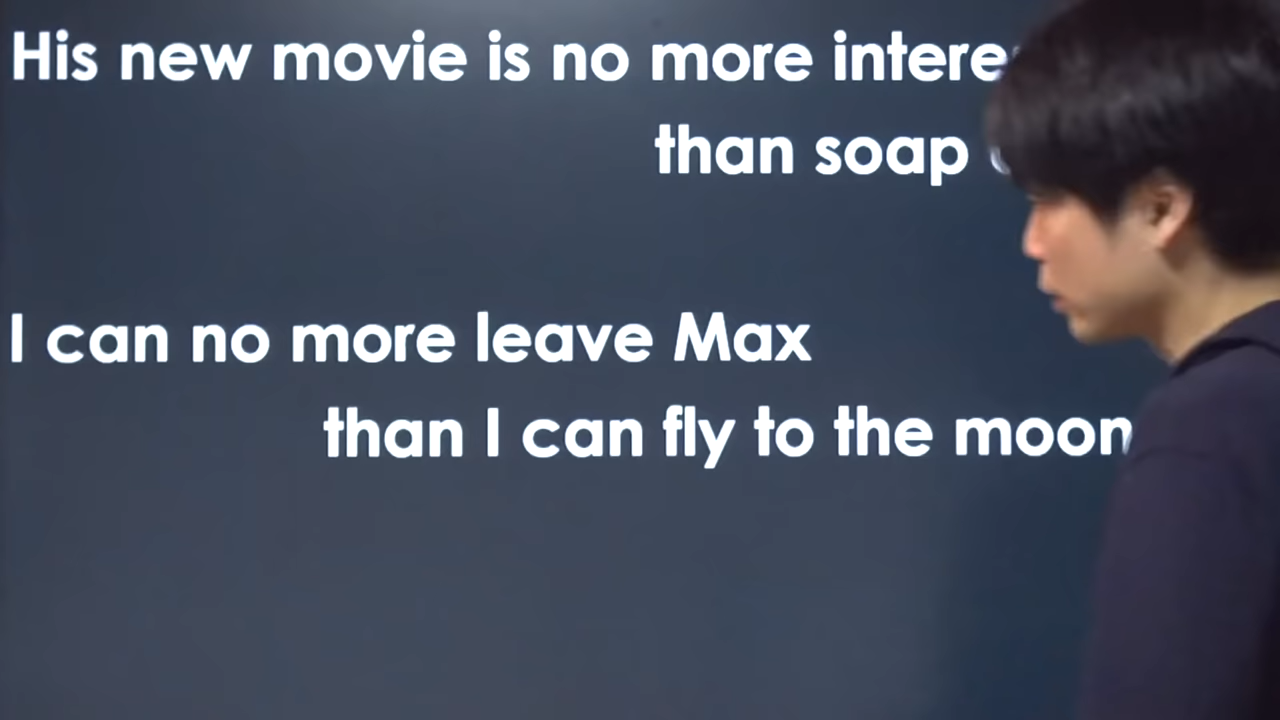 His new movie is no more
than soap
I can no more leave Max
than I can fly to the moon